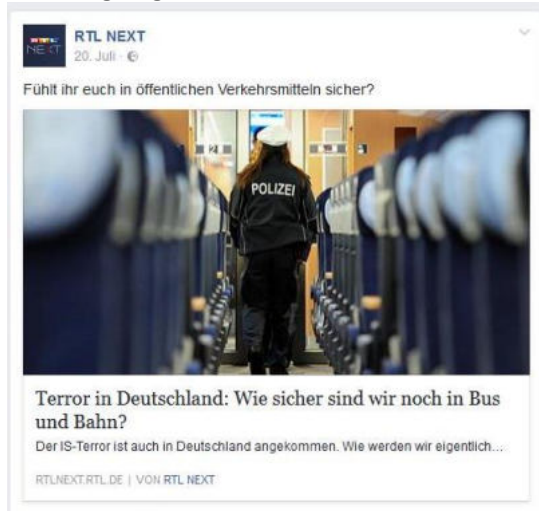 RTL NEXT
20. Juli
Fühlt ihr euch in öffentlichen Verkehrsmitteln sicher?
2
POLIZEI
Terror in Deutschland: Wie sicher sind wir noch in Bus
und Bahn?
Der IS-Terror ist auch in Deutschland angekommen. Wie werden wir eigentlich...
RTLNEXT.RTL.DE | VON RTL NEXT